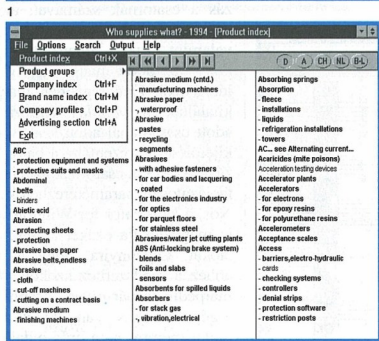 1
Who supplies what? - 1994 - [Product index]
File Options Search Output Help
Product index Ctrl+X
Product groups
Company index Ctrl+F
Brand name index Ctrl+M
Company profiles Ctrl+P
Advertising section Ctrl+A
Exit
D A CH NL B-L
ABC
- protection equipment and systems
- protective suits and masks
Abdominal
- belts
- binders
Abietic acid
Abrasion
- protecting sheets
- protection
Abrasive base paper
Abrasive belts,endless
Abrasive
- cloth
- cut-off machines
- cutting on a contract basis
Abrasive medium
- finishing machines
Abrasive medium (cntd.)
- manufacturing machines
Abrasive paper
-, waterproof
Abrasive
- pastes
- recycling
- segments
Abrasives
- with adhesive fasteners
- for car bodies and lacquering
-, coated
- for the electronics industry
- for optics
- for parquet floors
- for stainless steel
Abrasives/water jet cutting plants
ABS (Anti-locking brake system)
- blends
- foils and slabs
- sensors
Absorbents for spilled liquids
Absorbers
- for stack gas
-, vibration,electrical
Absorbing springs
Absorption
- fleece
- installations
- liquids
- refrigeration installations
- towers
AC... see Alternating current...
Acaricides (mite poisons)
Acceleration testing devices
Accelerator plants
Accelerators
- for electrons
- for epoxy resins
- for polyurethane resins
Accelerometers
Acceptance scales
Access
- barriers,electro-hydraulic
- cards
- checking systems
- controllers
- denial strips
- protection software
- restriction posts